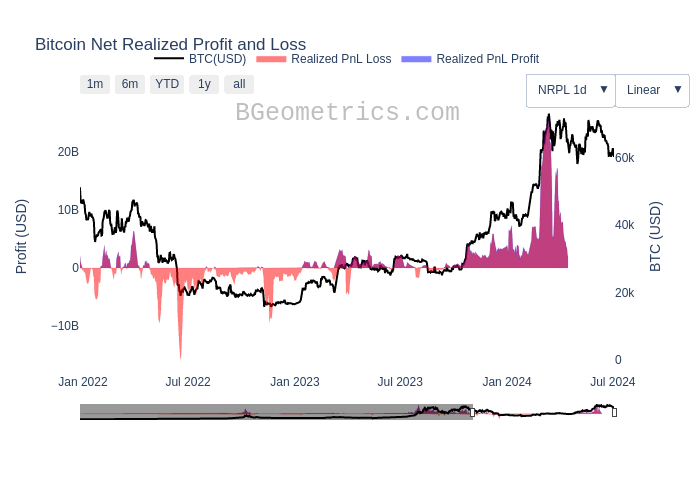 Bitcoin Net Realized Profit and Loss
BTC(USD) Realized PnL Loss Realized PnL Profit
1m 6m YTD 1y all
NRPL 1d ▼ Linear ▼
BGeometrics.com
20B
10B
0
−10B
Profit (USD)
60k
40k
20k
0
BTC (USD)
Jan 2022 Jul 2022 Jan 2023 Jul 2023 Jan 2024 Jul 2024